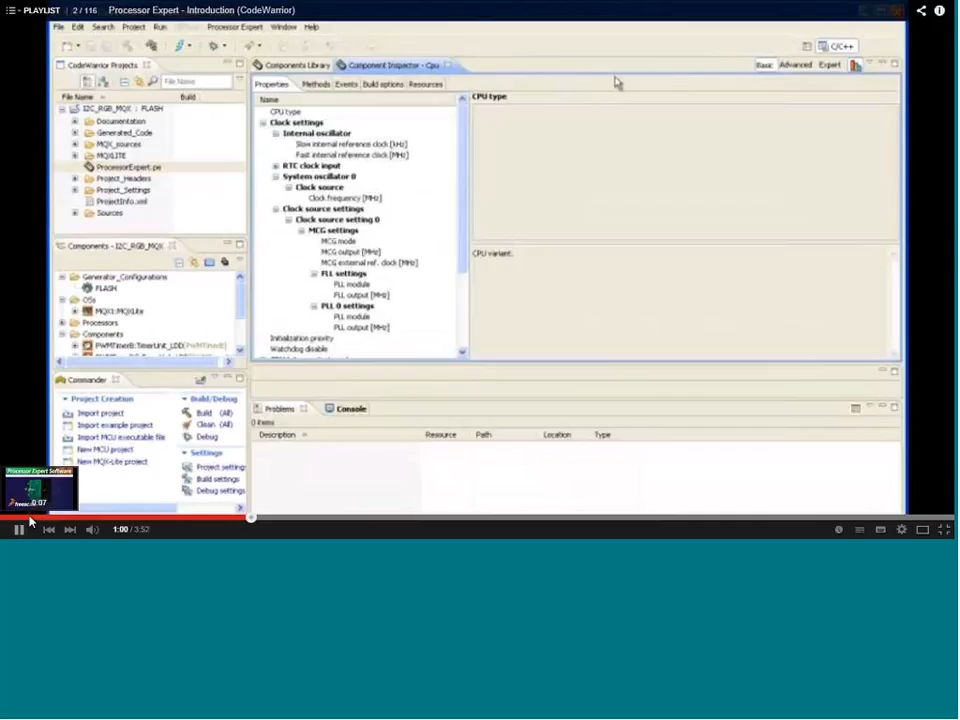 PLAYLIST | 2 / 116 Processor Expert - Introduction (CodeWarrior)
File Edit Search Project Run Processor Expert Window Help
C/C++
CodeWarrior Projects
Components Library
Component Inspector - Cpu
Basic Advanced Expert
File Name
Properties Methods Events Build options Resources
File Name Build
Name
CPU type
I2C_RGB_MQX : FLASH
Documentation
Generated_Code
MQX_sources
MQXLITE
ProcessorExpert.pe
Project_Headers
Project_Settings
ProjectInfo.xml
Sources
CPU type
Clock settings
Internal oscillator
Slow internal reference clock [kHz]
Fast internal reference clock [MHz]
RTC clock input
System oscillator 0
Clock source
Clock frequency [MHz]
Clock source settings
Clock source setting 0
MCG settings
MCG mode
MCG output [MHz]
MCG external ref. clock [MHz]
FLL settings
FLL module
FLL output [MHz]
PLL 0 settings
PLL module
PLL output [MHz]
Initialization priority
Watchdog disable
CPU variant.
Components - I2C_RGB_MQX
Generator_Configurations
FLASH
OSs
MQX1:MQXLite
Processors
Components
PWMTimerB:TimerUnit_LDD[PWMTimerB]
Commander
Project Creation
Import project
Import example project
Import MCU executable file
New MCU project
New MQX-Lite project
Build/Debug
Build (All)
Clean (All)
Debug
Settings
Project settings
Build settings
Debug settings
Problems
Console
0 items
Description Resource Path Location Type
Processor Expert Software
0:07
1:00 / 3:52